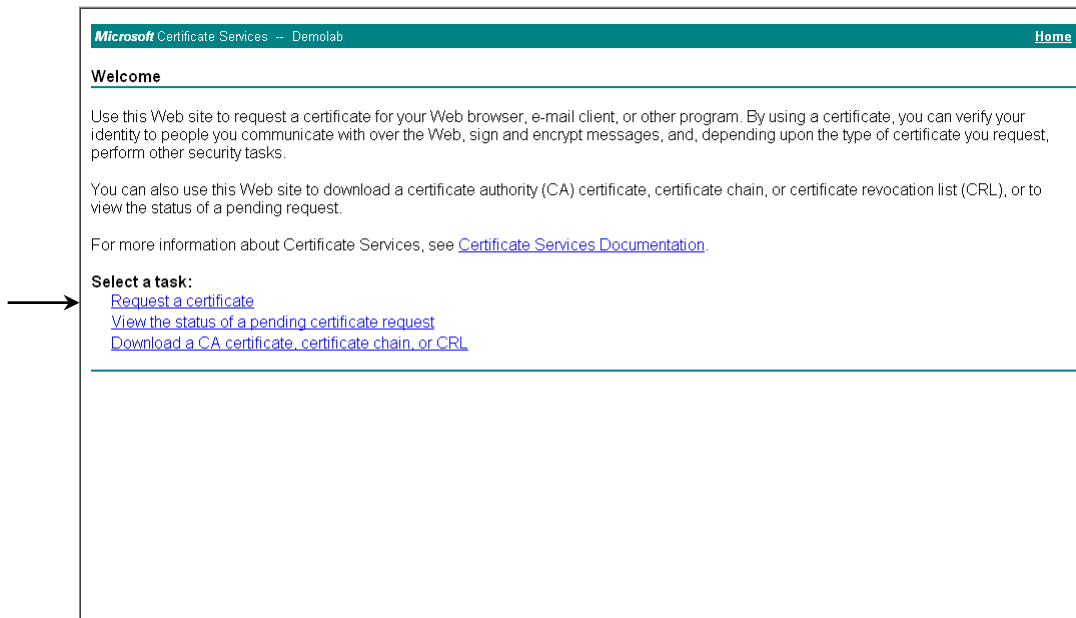 Microsoft Certificate Services -- Demolab Home
Welcome
Use this Web site to request a certificate for your Web browser, e-mail client, or other program. By using a certificate, you can verify your
identity to people you communicate with over the Web, sign and encrypt messages, and, depending upon the type of certificate you request,
perform other security tasks.
You can also use this Web site to download a certificate authority (CA) certificate, certificate chain, or certificate revocation list (CRL), or to
view the status of a pending request.
For more information about Certificate Services, see Certificate Services Documentation.
Select a task:
Request a certificate
View the status of a pending certificate request
Download a CA certificate, certificate chain, or CRL